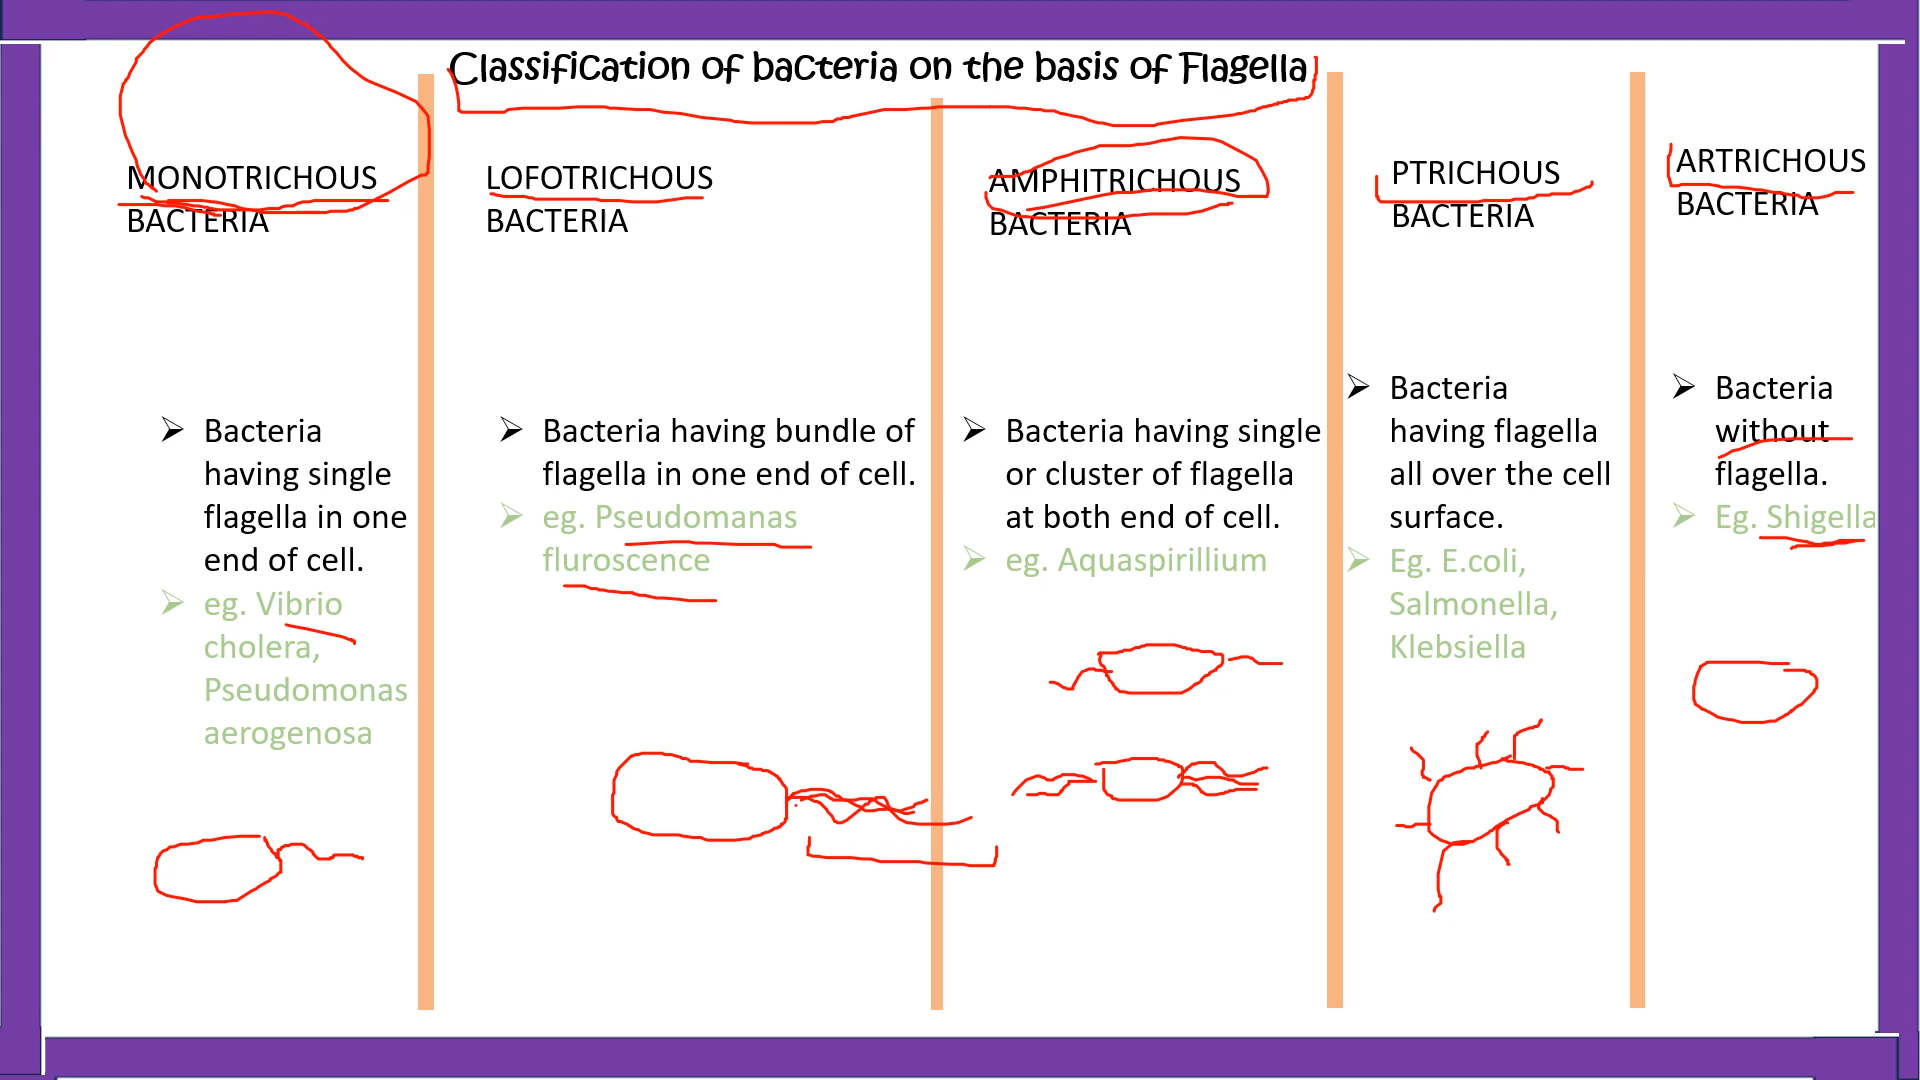 Classification of bacteria on the basis of Flagella
MONOTRICHOUS
BACTERIA
Bacteria
having single
flagella in one
end of cell.
eg. Vibrio
cholera,
Pseudomonas
aerogenosa
LOFOTRICHOUS
BACTERIA
Bacteria having bundle of
flagella in one end of cell.
eg. Pseudomanas
fluroscence
AMPHITRICHOUS
BACTERIA
Bacteria having single
or cluster of flagella
at both end of cell.
eg. Aquaspirillium
PTRICHOUS
BACTERIA
Bacteria
having flagella
all over the cell
surface.
Eg. E.coli,
Salmonella,
Klebsiella
ARTRICHOUS
BACTERIA
Bacteria
without
flagella.
Eg. Shigella